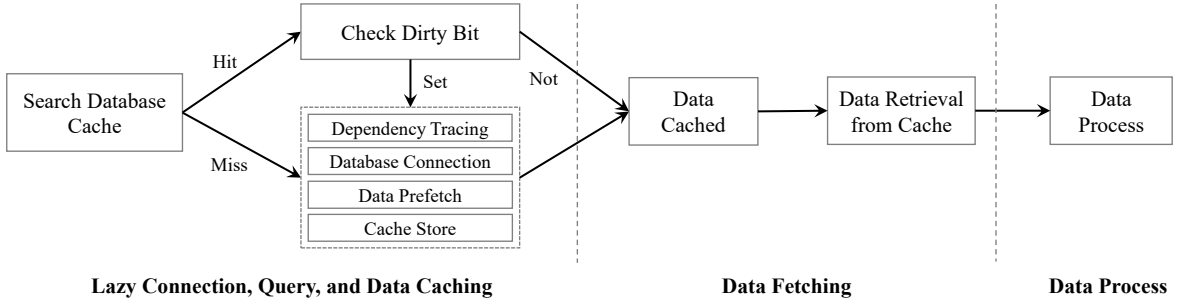 Search Database
Cache
Hit
Miss
Check Dirty Bit
Set
Not
Dependency Tracing
Database Connection
Data Prefetch
Cache Store
Data
Cached
Data Retrieval
from Cache
Data
Process
Lazy Connection, Query, and Data Caching
Data Fetching
Data Process